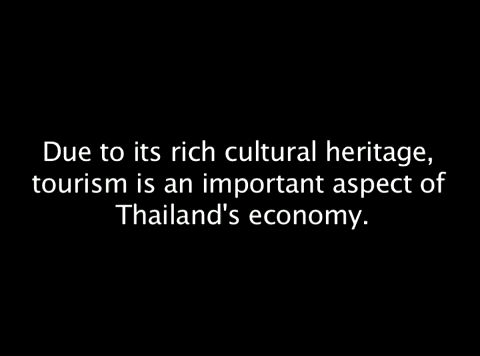 Due to its rich cultural heritage,
tourism is an important aspect of
Thailand's economy.